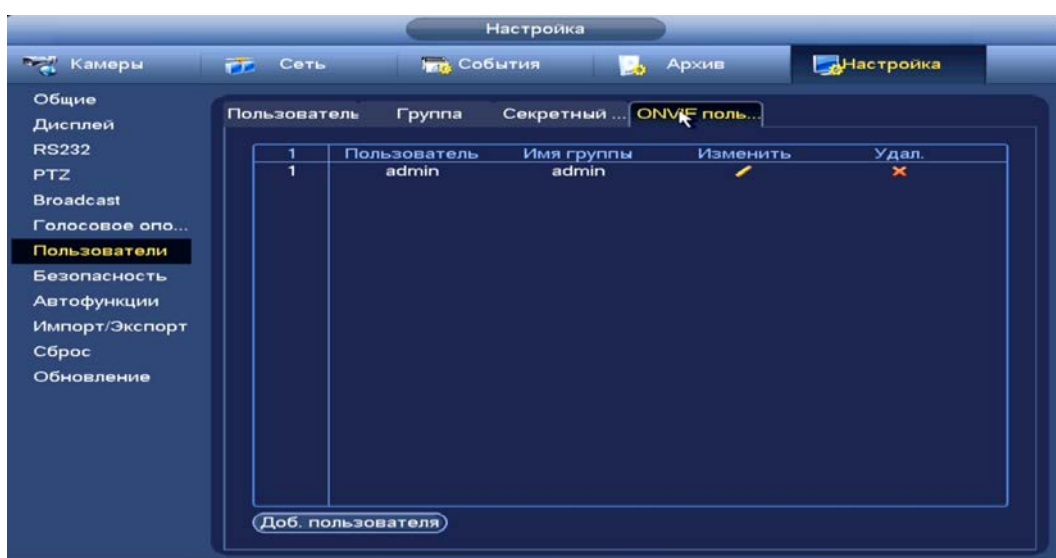 Настройка
Камеры Сеть События Архив Настройка
Общие
Дисплей
RS232
PTZ
Broadcast
Голосовое опо...
Пользователи
Безопасность
Автофункции
Импорт/Экспорт
Сброс
Обновление
Пользователь Группа Секретный ... ONVIF поль...
1 Пользователь Имя группы Изменить Удал.
1 admin admin
Доб. пользователя